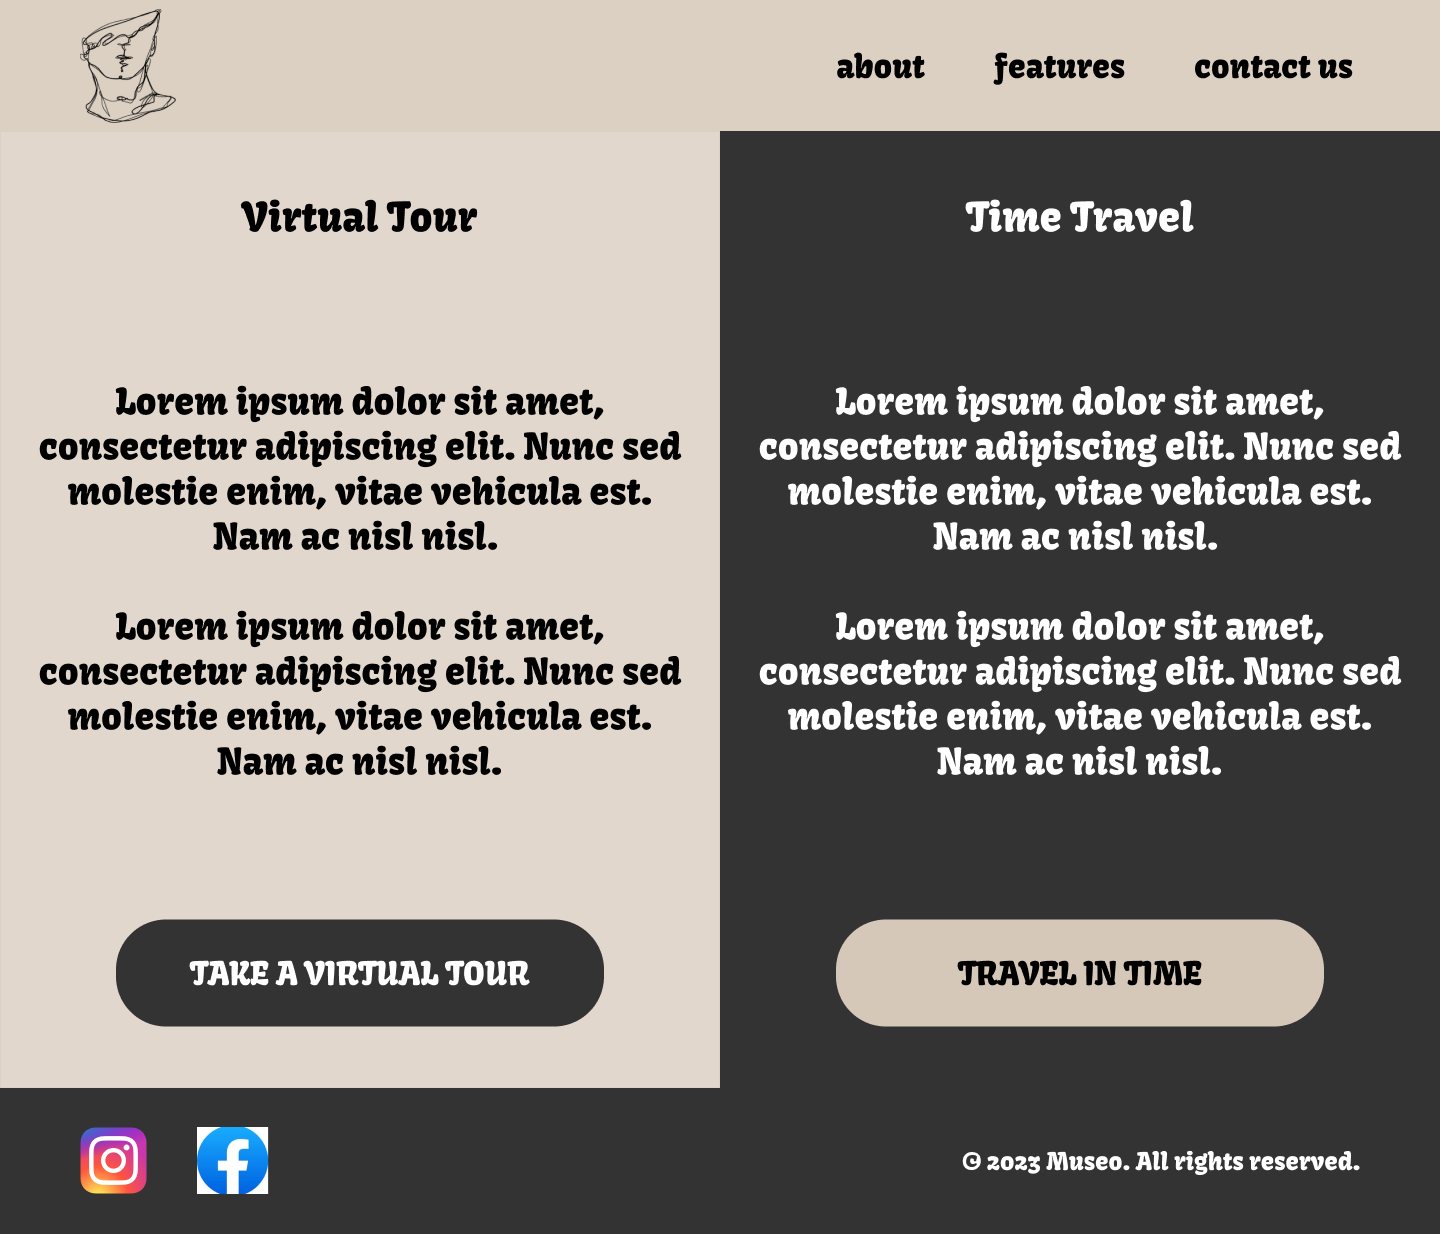 about features contact us
Virtual Tour
Lorem ipsum dolor sit amet,
consectetur adipiscing elit. Nunc sed
molestie enim, vitae vehicula est.
Nam ac nisl nisl.
Lorem ipsum dolor sit amet,
consectetur adipiscing elit. Nunc sed
molestie enim, vitae vehicula est.
Nam ac nisl nisl.
TAKE A VIRTUAL TOUR
Time Travel
Lorem ipsum dolor sit amet,
consectetur adipiscing elit. Nunc sed
molestie enim, vitae vehicula est.
Nam ac nisl nisl.
Lorem ipsum dolor sit amet,
consectetur adipiscing elit. Nunc sed
molestie enim, vitae vehicula est.
Nam ac nisl nisl.
TRAVEL IN TIME
© 2023 Museo. All rights reserved.